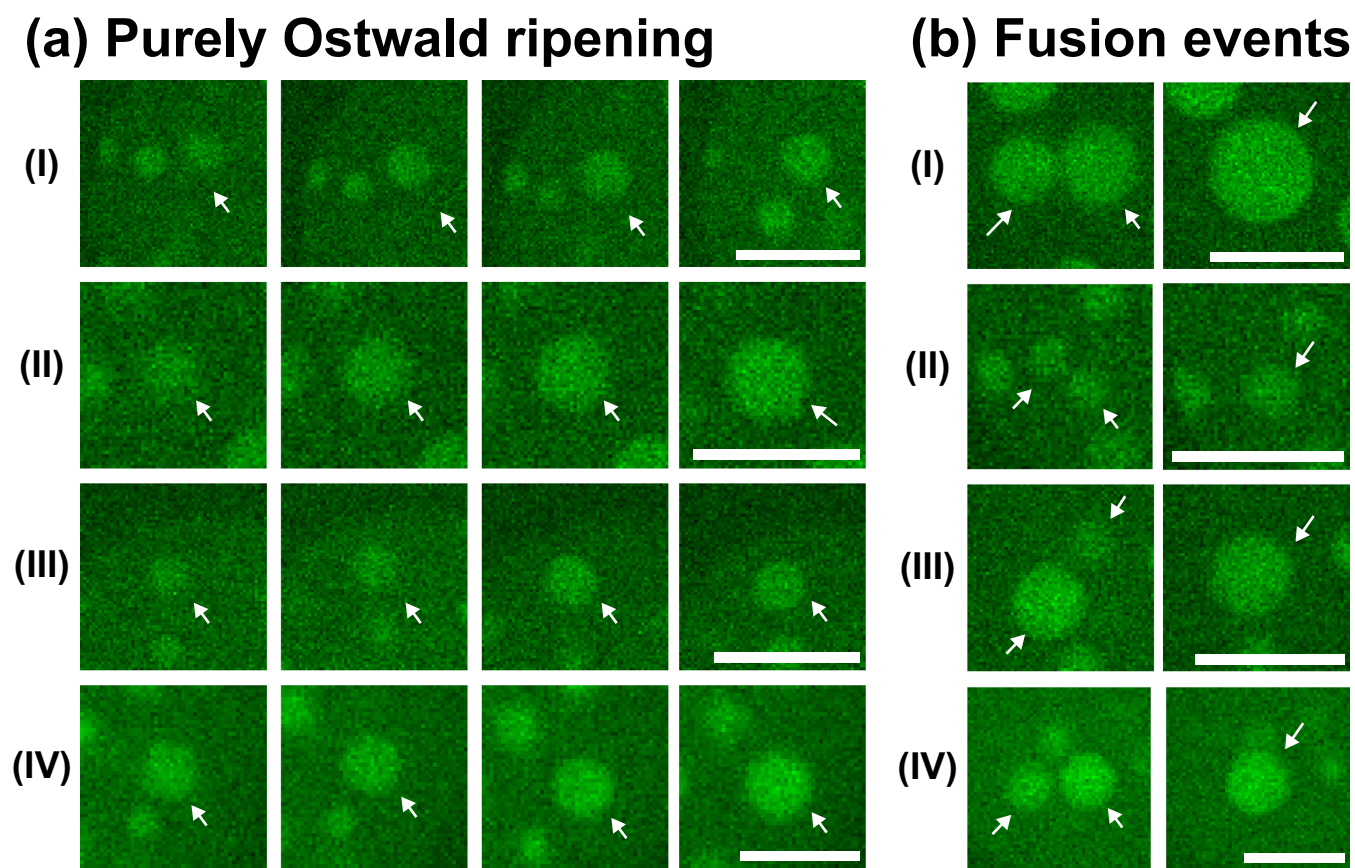 (a) Purely Ostwald ripening
(b) Fusion events
(I)
(I)
(II)
(II)
(III)
(III)
(IV)
(IV)